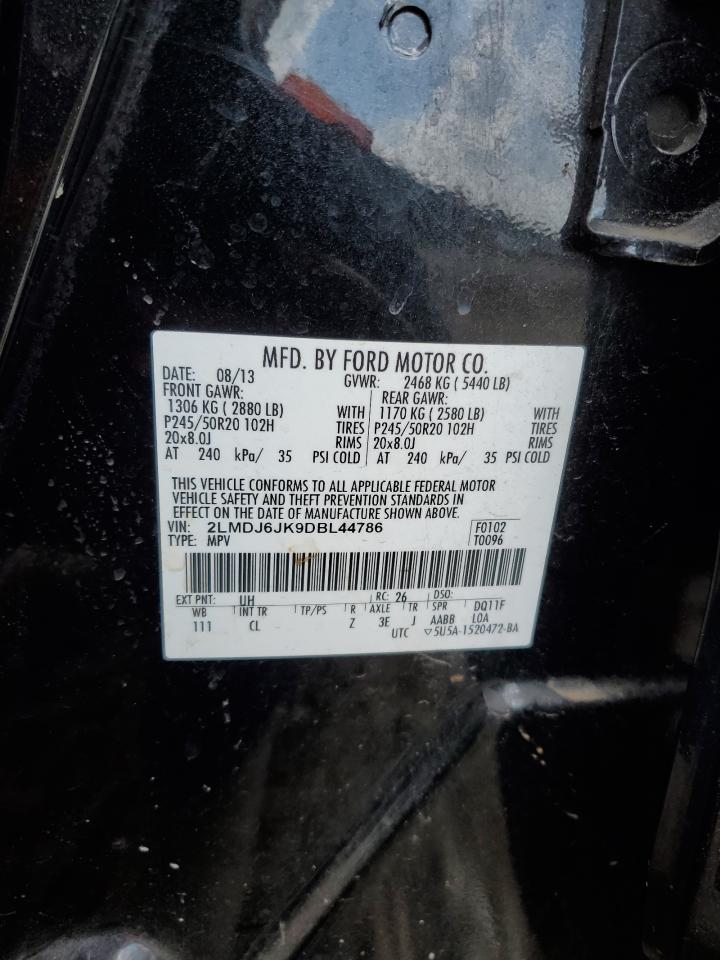 MFD. BY FORD MOTOR CO.
DATE: 08/13 GVWR: 2468 KG ( 5440 LB)
FRONT GAWR: REAR GAWR:
1306 KG ( 2880 LB) WITH 1170 KG ( 2580 LB) WITH
P245/50R20 102H TIRES P245/50R20 102H TIRES
20x8.0J RIMS 20x8.0J RIMS
AT 240 kPa/ 35 PSI COLD AT 240 kPa/ 35 PSI COLD
THIS VEHICLE CONFORMS TO ALL APPLICABLE FEDERAL MOTOR
VEHICLE SAFETY AND THEFT PREVENTION STANDARDS IN
EFFECT ON THE DATE OF MANUFACTURE SHOWN ABOVE.
VIN: 2LMDJ6JK9DBL44786 F0102
TYPE: MPV T0096
EXT PNT: UH RC: 26 DSO:
WB INT TR TP/PS R AXLE TR SPR DQ11F
111 CL Z 3E J AABB LOA
UTC ▽5U5A-1520472-BA